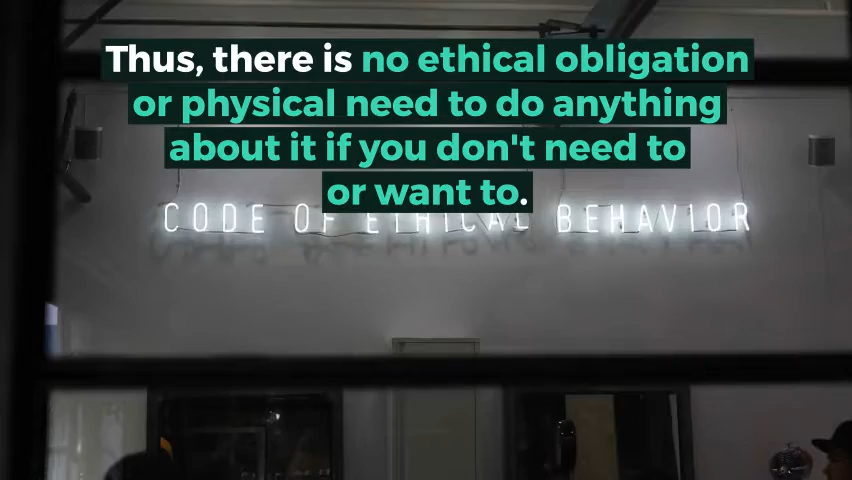 Thus, there is no ethical obligation
or physical need to do anything
about it if you don't need to
or want to.
CODE OF ETHICAL BEHAVIOR